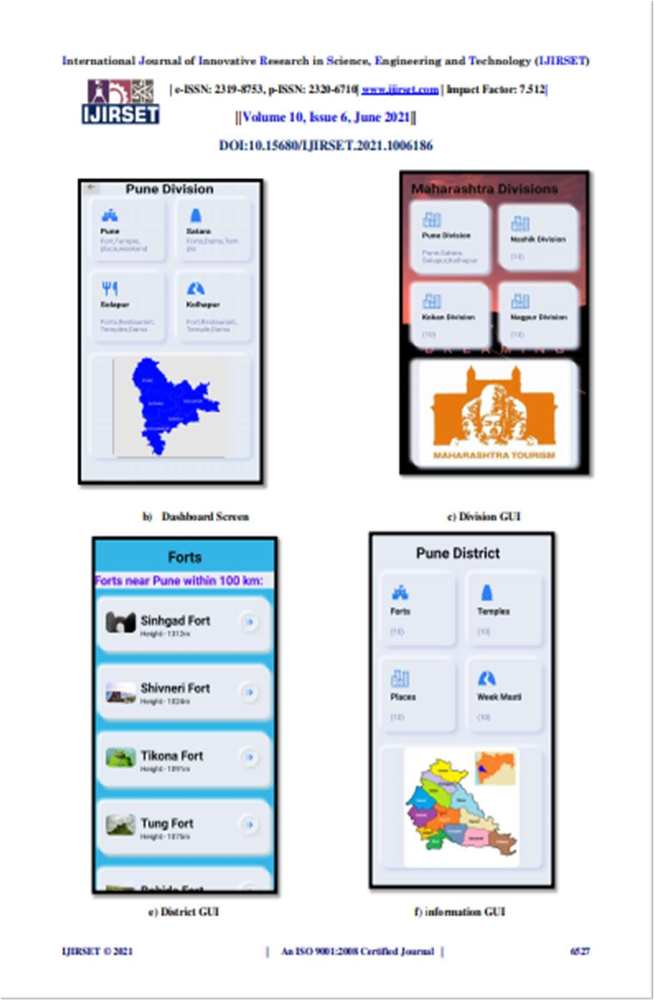 International Journal of Innovative Research in Science, Engineering and Technology (IJIRSET)
| e-ISSN: 2319-8753, p-ISSN: 2320-6710| www.ijirset.com | Impact Factor: 7.512|
IJIRSET
||Volume 10, Issue 6, June 2021||
DOI:10.15680/IJIRSET.2021.1006186
Pune Division
Pune
Fort,Temple,
place,weekend
Satara
Forts,Dams,Tem
ple
Solapur
Forts,Restaurant,
Temples,Dams
Kolhapur
Fort,Restaurant,
Temple,Dams
Maharashtra Divisions
Pune Division
Pune,Satara,
Solapur,Kolhapur
Nashik Division
(10)
Kokan Division
(10)
Nagpur Division
(10)
DREAMING
MAHARASHTRA TOURISM
b) Dashboard Screen
c) Division GUI
Forts
Forts near Pune within 100 km:
Sinhgad Fort
Height:- 1312m
Shivneri Fort
Height:-
Tikona Fort
Height:-
Tung Fort
Height:- 1075m
Fort
Pune District
Forts
(10)
Temples
(10)
Places
(10)
Week Masti
(10)
e) District GUI
f) information GUI
IJIRSET © 2021 | An ISO 9001:2008 Certified Journal | 6527